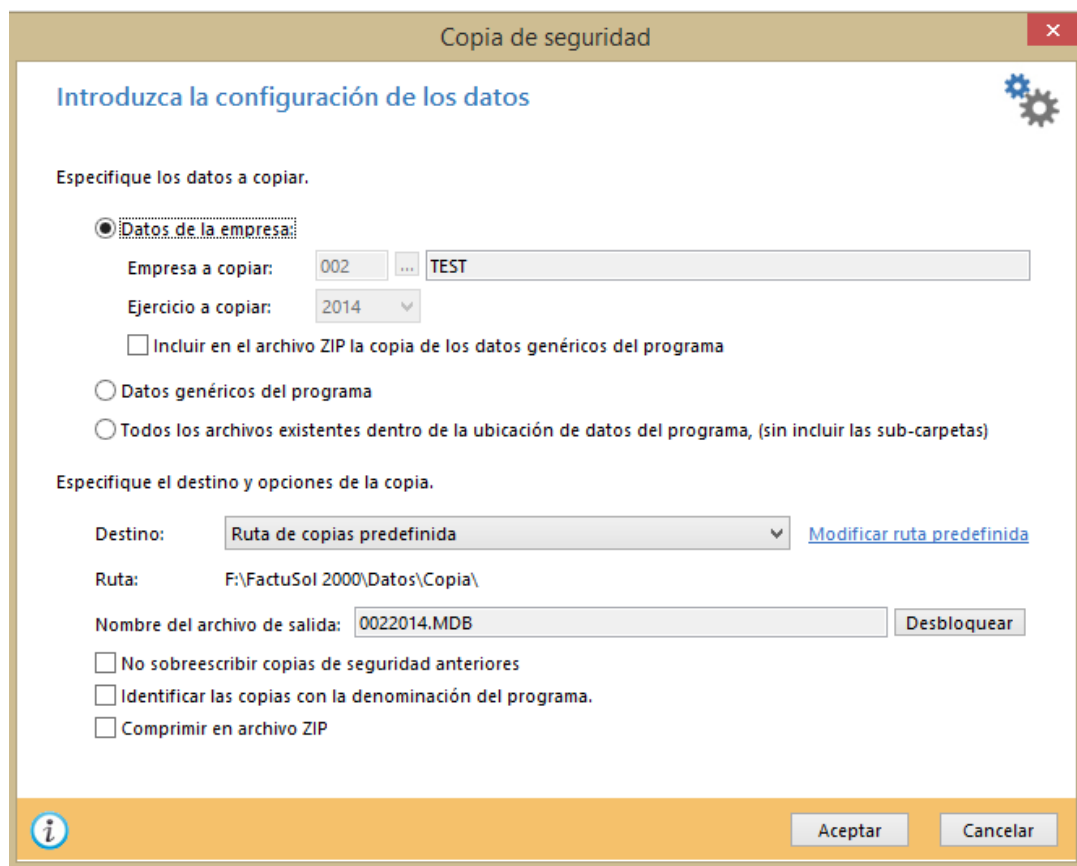 Copia de seguridad
Introduzca la configuración de los datos
Especifique los datos a copiar.
Datos de la empresa:
Empresa a copiar: 002 ... TEST
Ejercicio a copiar: 2014
Incluir en el archivo ZIP la copia de los datos genéricos del programa
Datos genéricos del programa
Todos los archivos existentes dentro de la ubicación de datos del programa, (sin incluir las sub-carpetas)
Especifique el destino y opciones de la copia.
Destino: Ruta de copias predefinida Modificar ruta predefinida
Ruta: F:\FactuSol 2000\Datos\Copia\
Nombre del archivo de salida: 0022014.MDB Desbloquear
No sobreescribir copias de seguridad anteriores
Identificar las copias con la denominación del programa.
Comprimir en archivo ZIP
i Aceptar Cancelar